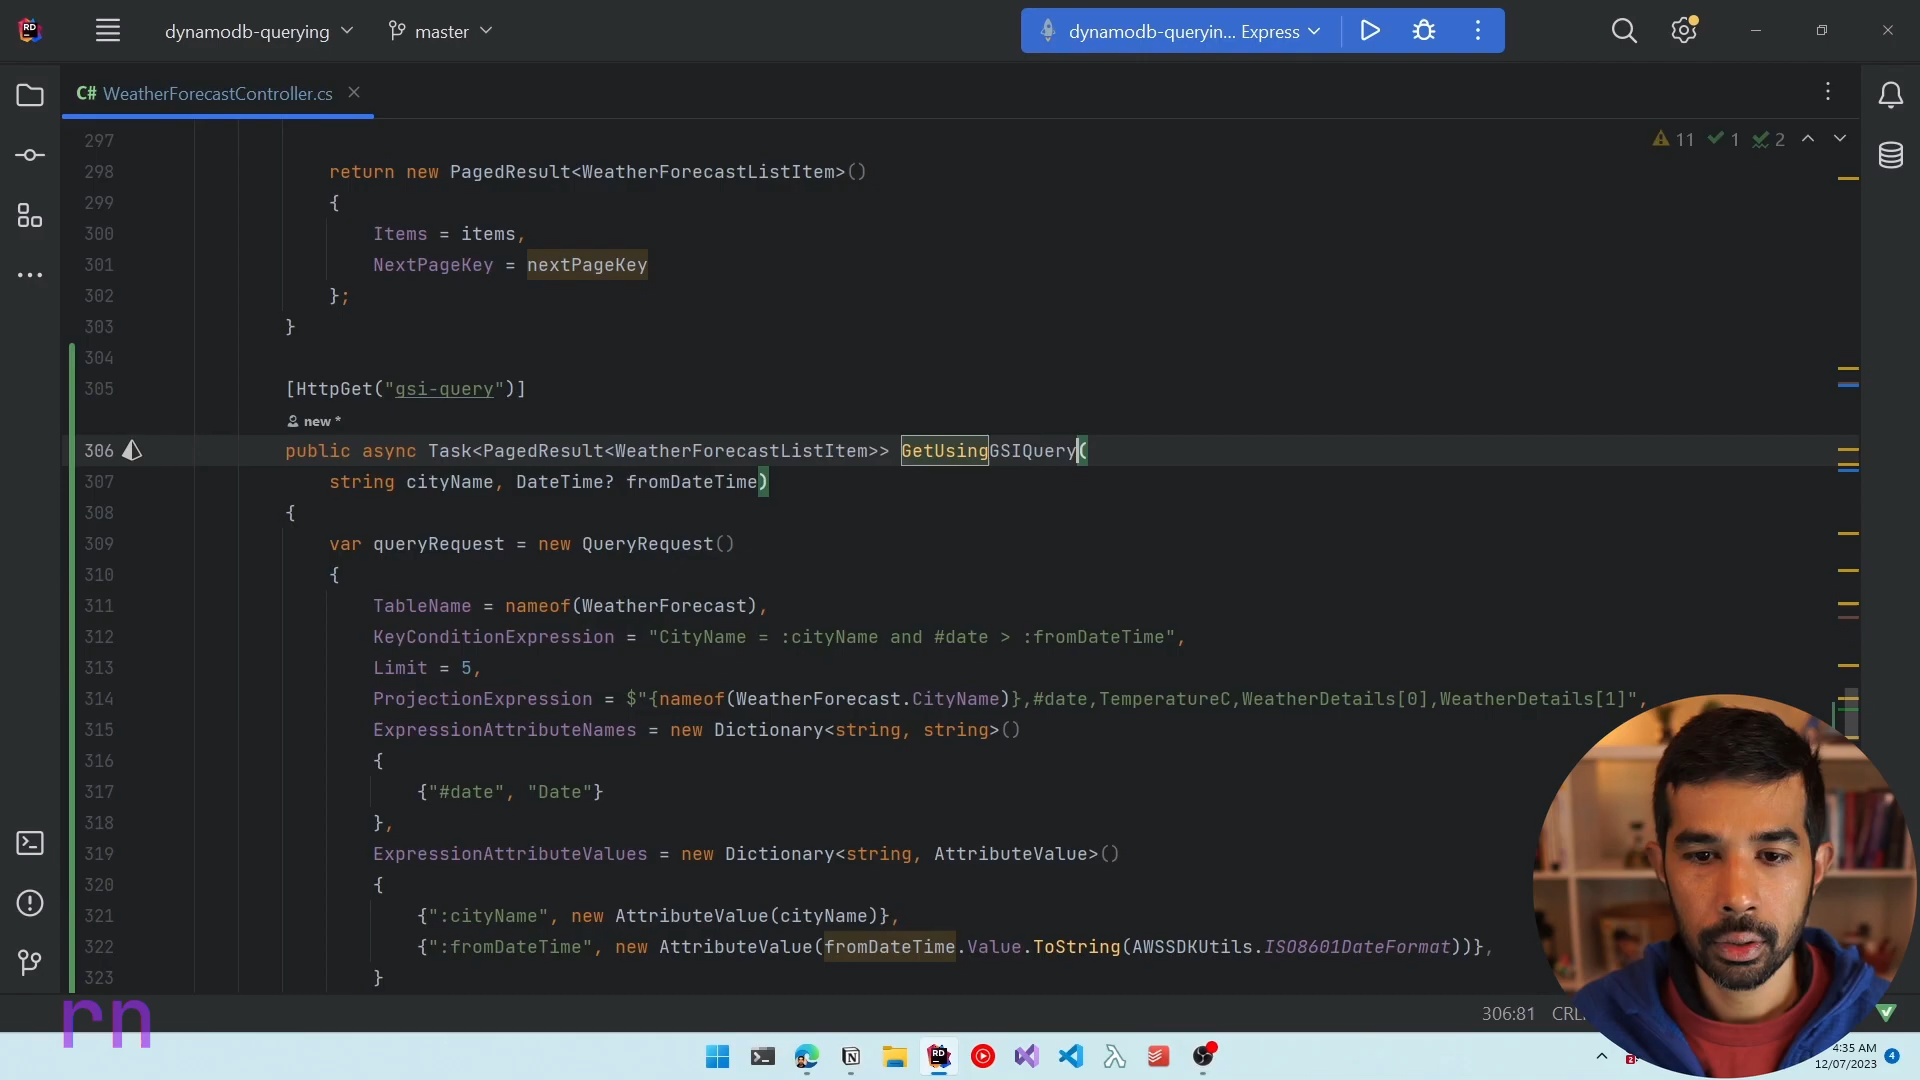 RD
dynamodb-querying
master
dynamodb-queryin... Express
C# WeatherForecastController.cs
11 1 2
297
298 return new PagedResult<WeatherForecastListItem>()
299 {
300 Items = items,
301 NextPageKey = nextPageKey
302 };
303 }
304
305 [HttpGet("gsi-query")]
new *
306 public async Task<PagedResult<WeatherForecastListItem>> GetUsingGSIQuery(
307 string cityName, DateTime? fromDateTime)
308 {
309 var queryRequest = new QueryRequest()
310 {
311 TableName = nameof(WeatherForecast),
312 KeyConditionExpression = "CityName = :cityName and #date > :fromDateTime",
313 Limit = 5,
314 ProjectionExpression = $"{nameof(WeatherForecast.CityName)},#date,TemperatureC,WeatherDetails[0],WeatherDetails[1]",
315 ExpressionAttributeNames = new Dictionary<string, string>()
316 {
317 {"#date", "Date"}
318 },
319 ExpressionAttributeValues = new Dictionary<string, AttributeValue>()
320 {
321 {":cityName", new AttributeValue(cityName)},
322 {":fromDateTime", new AttributeValue(fromDateTime.Value.ToString(AWSSDKUtils.ISO8601DateFormat))},
323 }
306:81
rn
RD
4:35 AM
12/07/2023
4